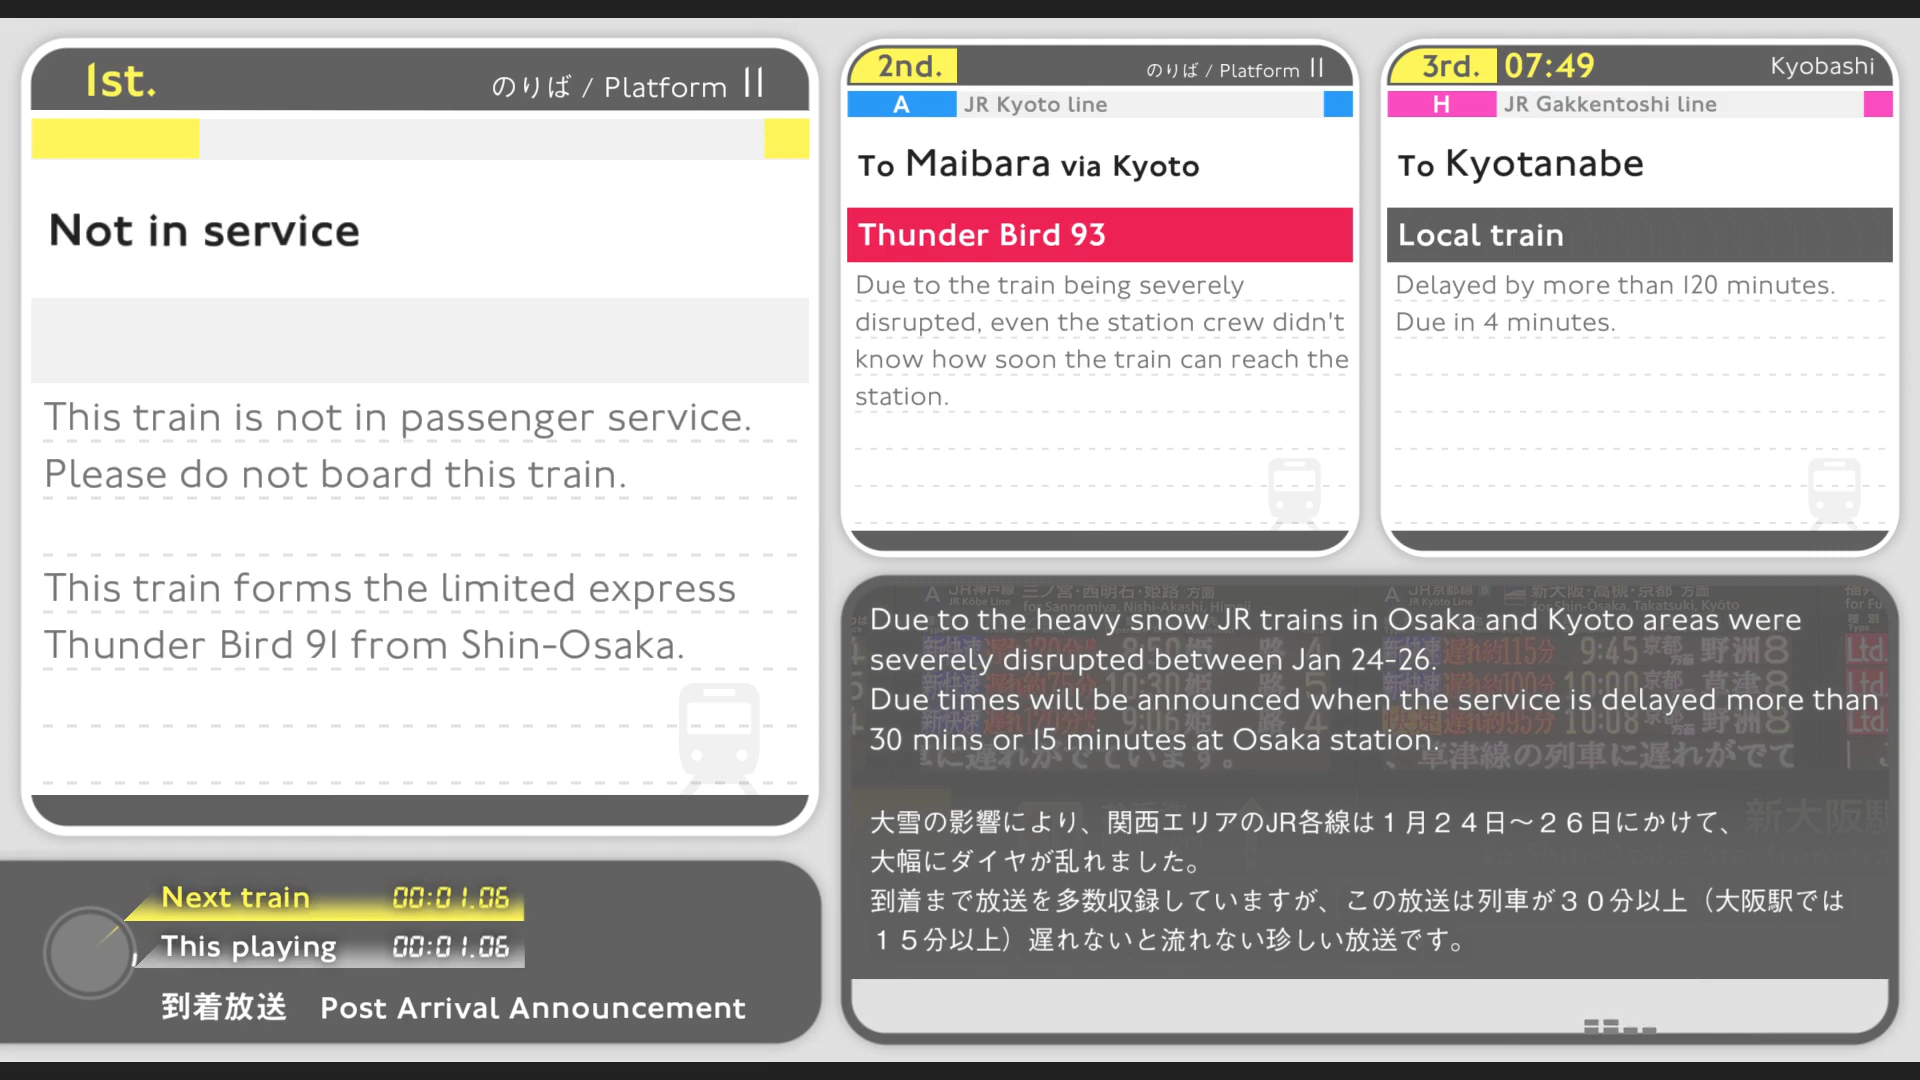 1st.
のりば / Platform 11
Not in service
This train is not in passenger service.
Please do not board this train.
This train forms the limited express
Thunder Bird 91 from Shin-Osaka.
2nd.
のりば / Platform 11
A JR Kyoto line
To Maibara via Kyoto
Thunder Bird 93
Due to the train being severely
disrupted, even the station crew didn't
know how soon the train can reach the
station.
3rd. 07:49 Kyobashi
H JR Gakkentoshi line
To Kyotanabe
Local train
Delayed by more than 120 minutes.
Due in 4 minutes.
Due to the heavy snow JR trains in Osaka and Kyoto areas were
severely disrupted between Jan 24-26.
Due times will be announced when the service is delayed more than
30 mins or 15 minutes at Osaka station.
大雪の影響により、関西エリアのJR各線は１月２４日～２６日にかけて、
大幅にダイヤが乱れました。
到着まで放送を多数収録していますが、この放送は列車が３０分以上（大阪駅では
１５分以上）遅れないと流れない珍しい放送です。
Next train 00:01.06
This playing 00:01.06
到着放送 Post Arrival Announcement